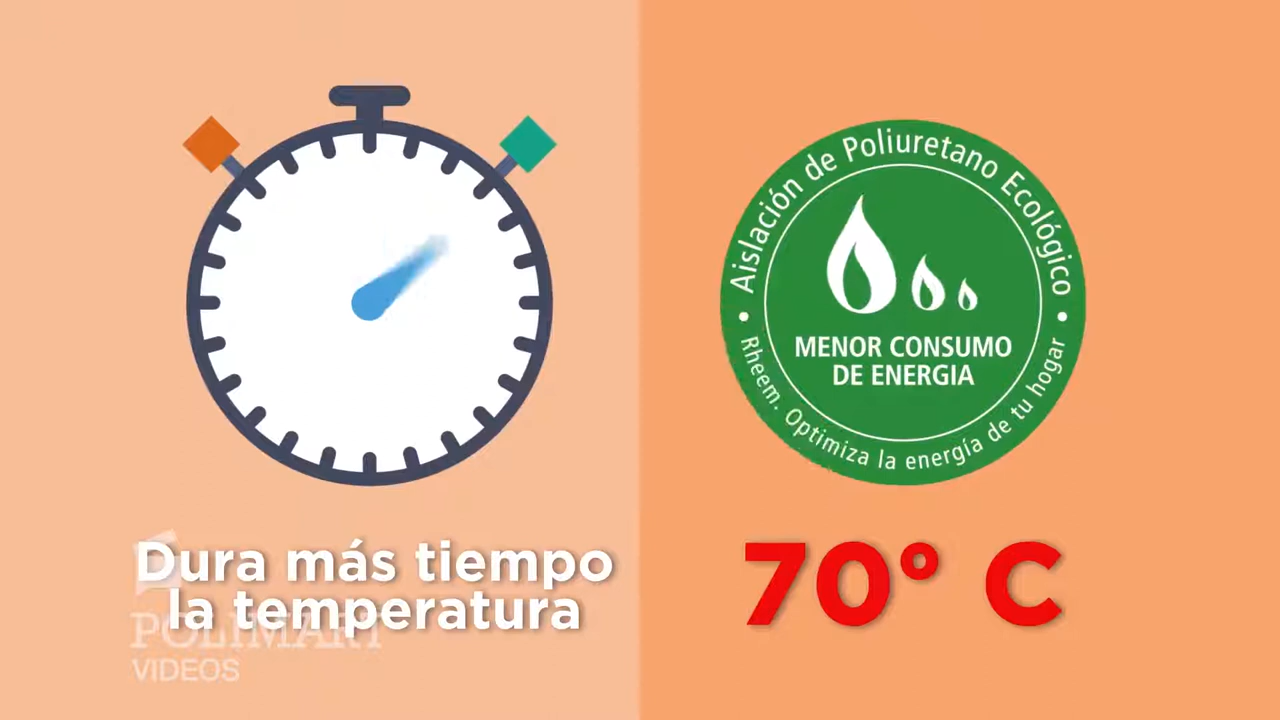 Dura más tiempo
la temperatura
POLIMART
VIDEOS
Aislación de Poliuretano Ecológico
MENOR CONSUMO
DE ENERGIA
• Rheem. Optimiza la energía de tu hogar •
70° C